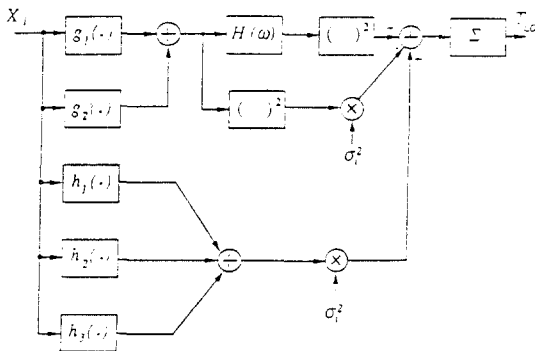 X_i
g_1(·)
H(ω)
( )^2
Σ
g_2(·)
( )^2
×
σ_i^2
h_1(·)
h_2(·)
×
h_3(·)
σ_i^2